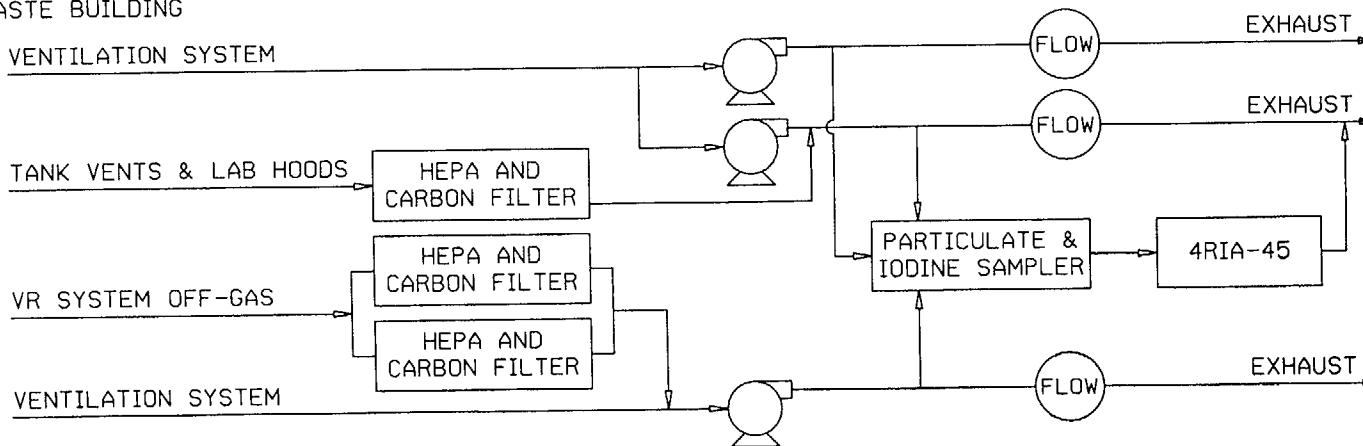 ASTE BUILDING
VENTILATION SYSTEM
FLOW
EXHAUST
FLOW
EXHAUST
TANK VENTS & LAB HOODS
HEPA AND
CARBON FILTER
PARTICULATE &
IODINE SAMPLER
4RIA-45
HEPA AND
CARBON FILTER
VR SYSTEM OFF-GAS
HEPA AND
CARBON FILTER
VENTILATION SYSTEM
FLOW
EXHAUST